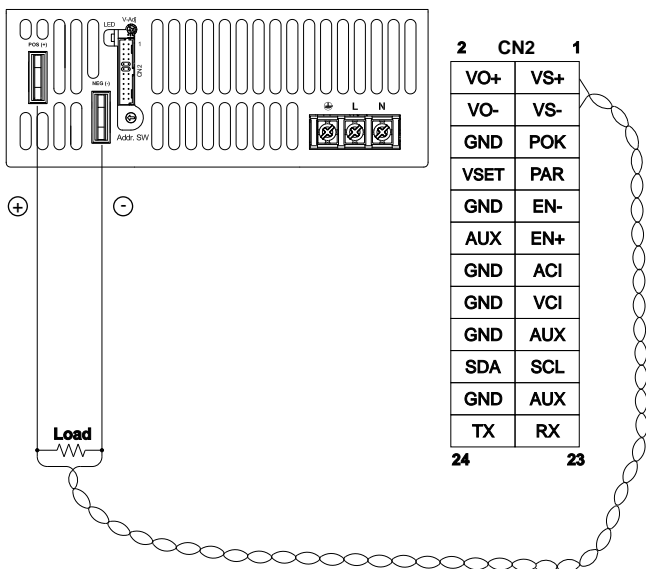 LED
V-Adj
POS (+)
1
CN2
NEG (-)
Addr. SW
L N
+ -
Load
2 CN2 1
VO+ VS+
VO- VS-
GND POK
VSET PAR
GND EN-
AUX EN+
GND ACI
GND VCI
GND AUX
SDA SCL
GND AUX
TX RX
24 23